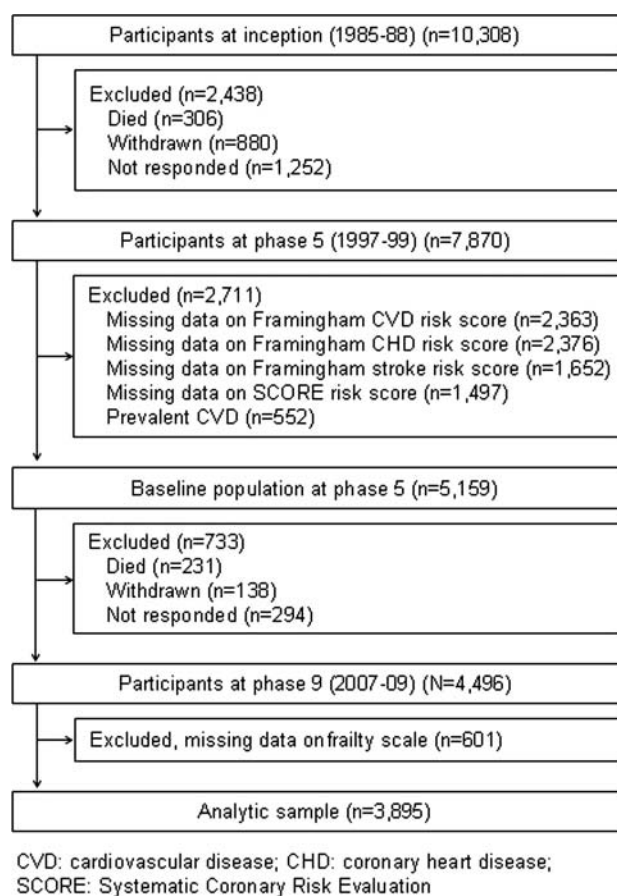 Participants at inception (1985-88) (n=10,308)
Excluded (n=2,438)
Died (n=306)
Withdrawn (n=880)
Not responded (n=1,252)
Participants at phase 5 (1997-99) (n=7,870)
Excluded (n=2,711)
Missing data on Framingham CVD risk score (n=2,363)
Missing data on Framingham CHD risk score (n=2,376)
Missing data on Framingham stroke risk score (n=1,652)
Missing data on SCORE risk score (n=1,497)
Prevalent CVD (n=552)
Baseline population at phase 5 (n=5,159)
Excluded (n=733)
Died (n=231)
Withdrawn (n=138)
Not responded (n=294)
Participants at phase 9 (2007-09) (N=4,496)
Excluded, missing data on frailty scale (n=601)
Analytic sample (n=3,895)
CVD: cardiovascular disease; CHD: coronary heart disease;
SCORE: Systematic Coronary Risk Evaluation